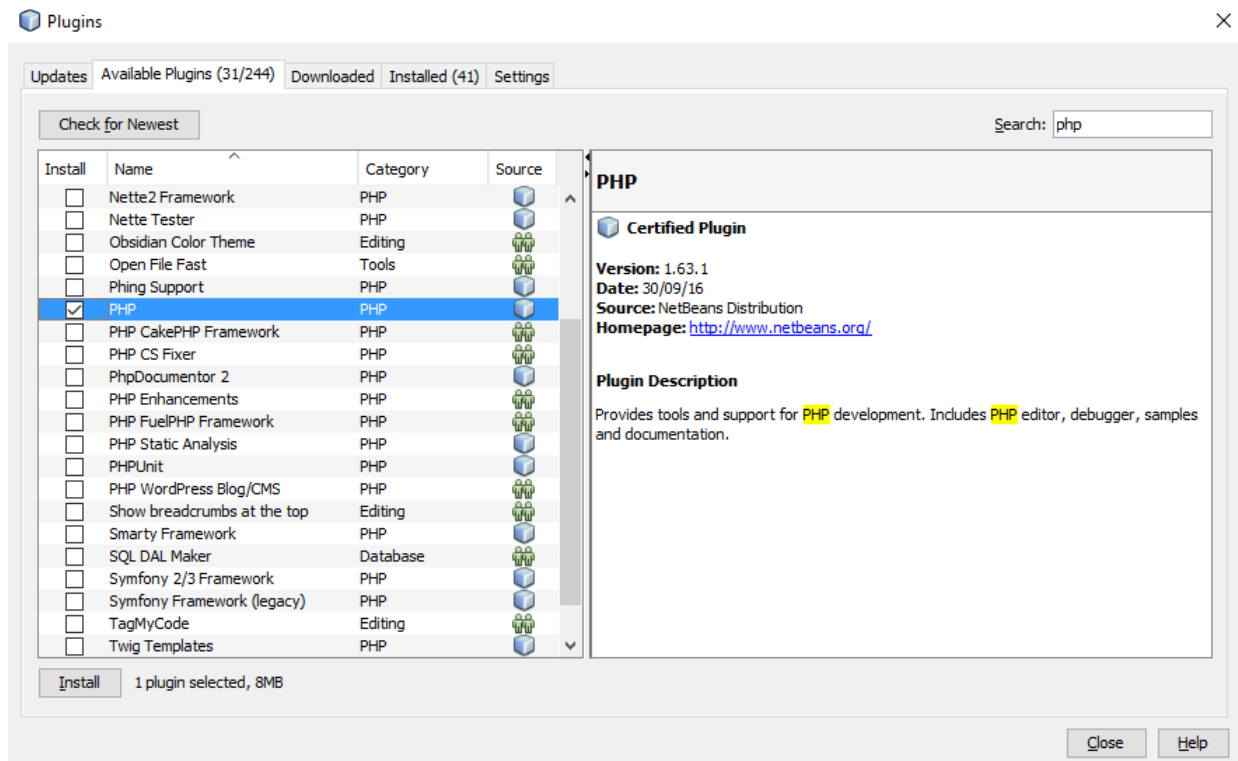 Plugins
Updates Available Plugins (31/244) Downloaded Installed (41) Settings
Check for Newest Search: php
Install Name Category Source
Nette2 Framework PHP
Nette Tester PHP
Obsidian Color Theme Editing
Open File Fast Tools
Phing Support PHP
PHP PHP
PHP CakePHP Framework PHP
PHP CS Fixer PHP
PhpDocumentor 2 PHP
PHP Enhancements PHP
PHP FuelPHP Framework PHP
PHP Static Analysis PHP
PHPUnit PHP
PHP WordPress Blog/CMS PHP
Show breadcrumbs at the top Editing
Smarty Framework PHP
SQL DAL Maker Database
Symfony 2/3 Framework PHP
Symfony Framework (legacy) PHP
TagMyCode Editing
Twig Templates PHP
PHP
Certified Plugin
Version: 1.63.1
Date: 30/09/16
Source: NetBeans Distribution
Homepage: http://www.netbeans.org/
Plugin Description
Provides tools and support for PHP development. Includes PHP editor, debugger, samples
and documentation.
Install 1 plugin selected, 8MB
Close Help